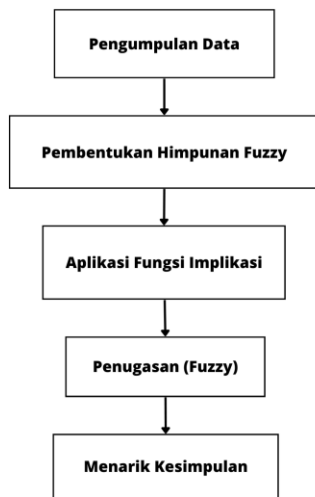 Pengumpulan Data
Pembentukan Himpunan Fuzzy
Aplikasi Fungsi Implikasi
Penugasan (Fuzzy)
Menarik Kesimpulan